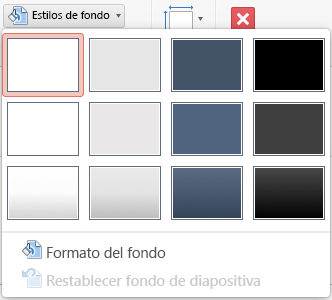 Estilos de fondo
Formato del fondo
Restablecer fondo de diapositiva